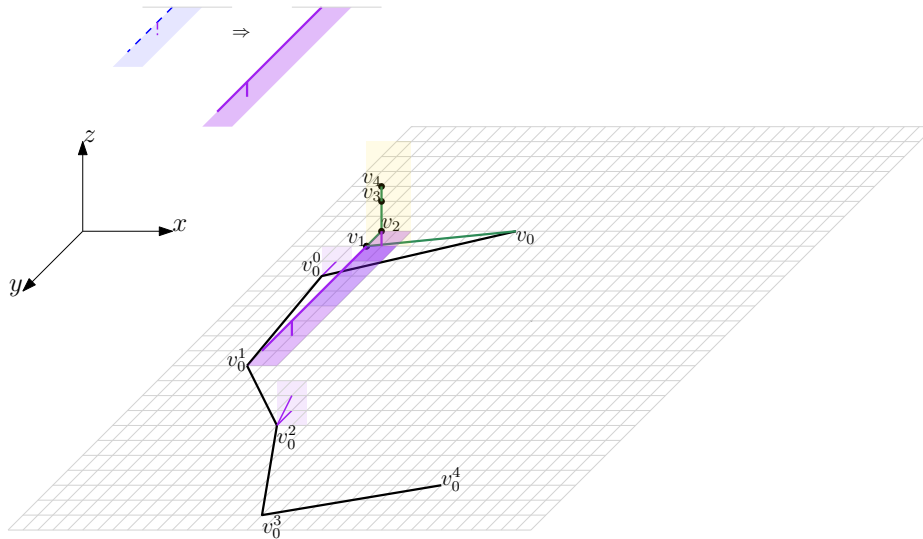 ⇒
z
x
y
v₄
v₃
v₂
v₁
v₀
v₀⁰
v₀¹
v₀²
v₀⁴
v₀³